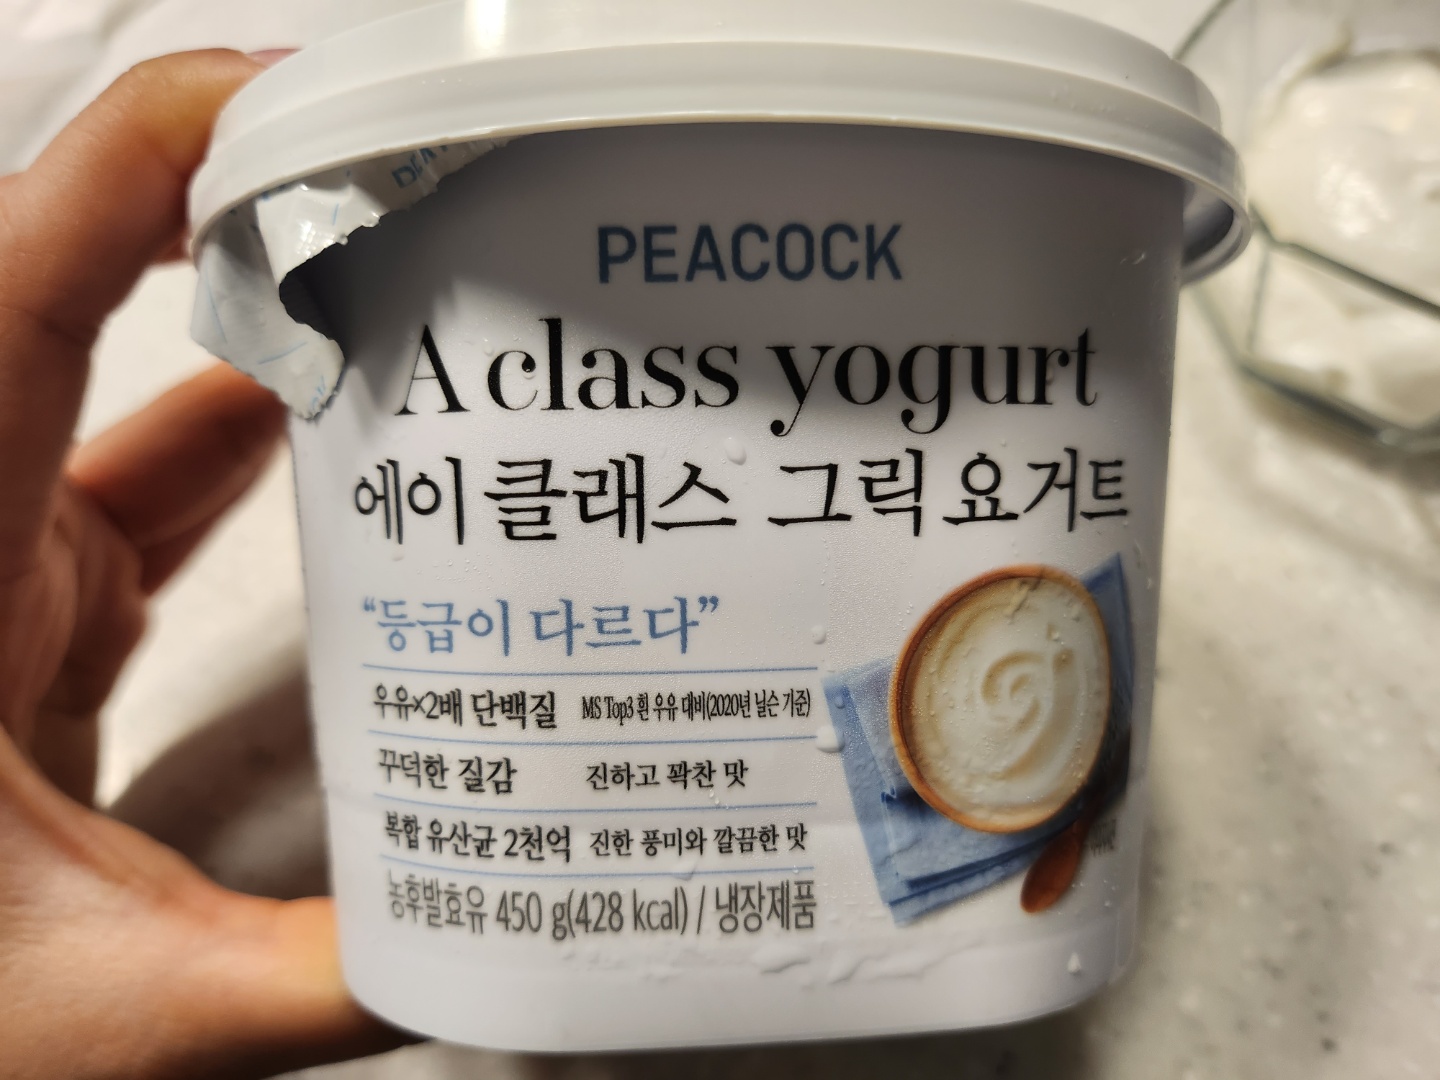 PEACOCK
A class yogurt
에이 클래스 그릭 요거트
“등급이 다르다”
우유×2배 단백질 MS Top3 흰 우유 대비(2020년 닐슨 기준)
꾸덕한 질감 진하고 꽉찬 맛
복합 유산균 2천억 진한 풍미와 깔끔한 맛
농후발효유 450 g(428 kcal) / 냉장제품